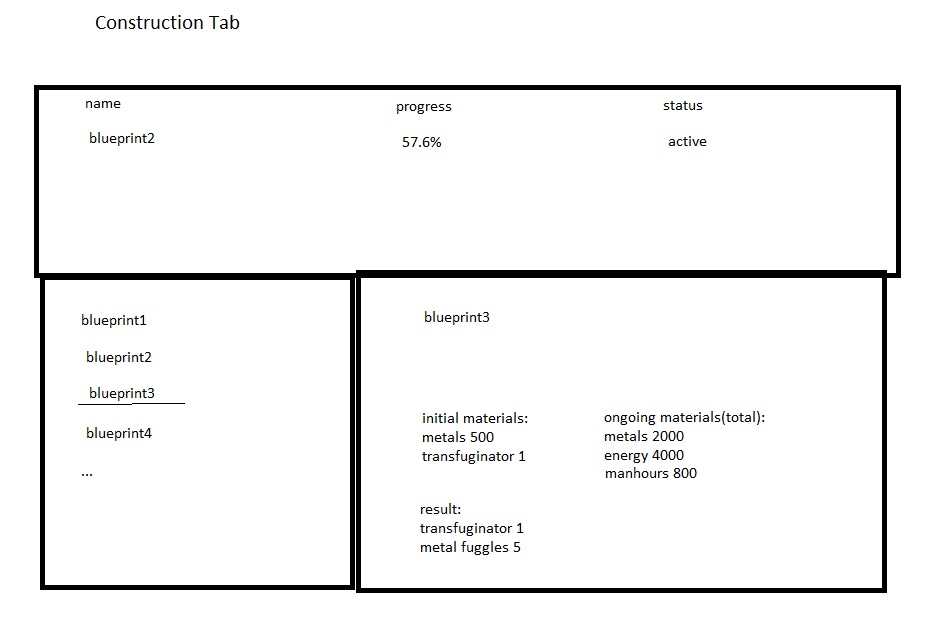 Construction Tab
name progress status
blueprint2 57.6% active
blueprint1
blueprint2
blueprint3
blueprint4
...
blueprint3
initial materials:
metals 500
transfuginator 1
ongoing materials(total):
metals 2000
energy 4000
manhours 800
result:
transfuginator 1
metal fuggles 5